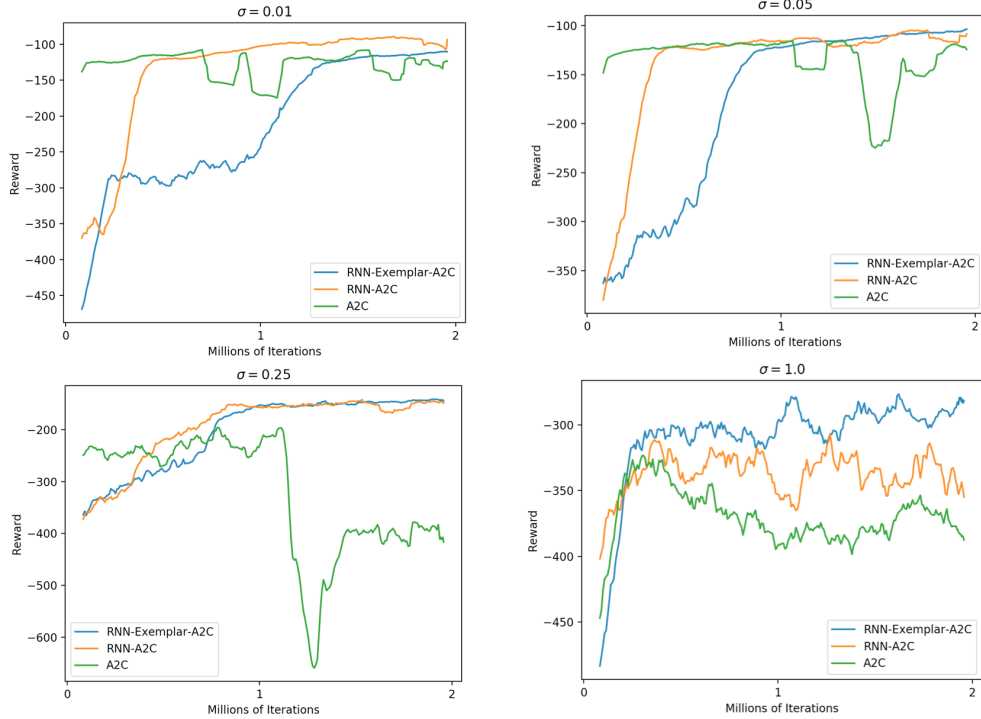 σ = 0.01
−100
−150
−200
−250
−300
−350
−400
−450
Reward
RNN-Exemplar-A2C
RNN-A2C
A2C
0
1
2
Millions of Iterations
σ = 0.05
−100
−150
−200
−250
−300
−350
Reward
RNN-Exemplar-A2C
RNN-A2C
A2C
0
1
2
Millions of Iterations
σ = 0.25
−200
−300
−400
−500
−600
Reward
RNN-Exemplar-A2C
RNN-A2C
A2C
0
1
2
Millions of Iterations
σ = 1.0
−300
−350
−400
−450
Reward
RNN-Exemplar-A2C
RNN-A2C
A2C
0
1
2
Millions of Iterations